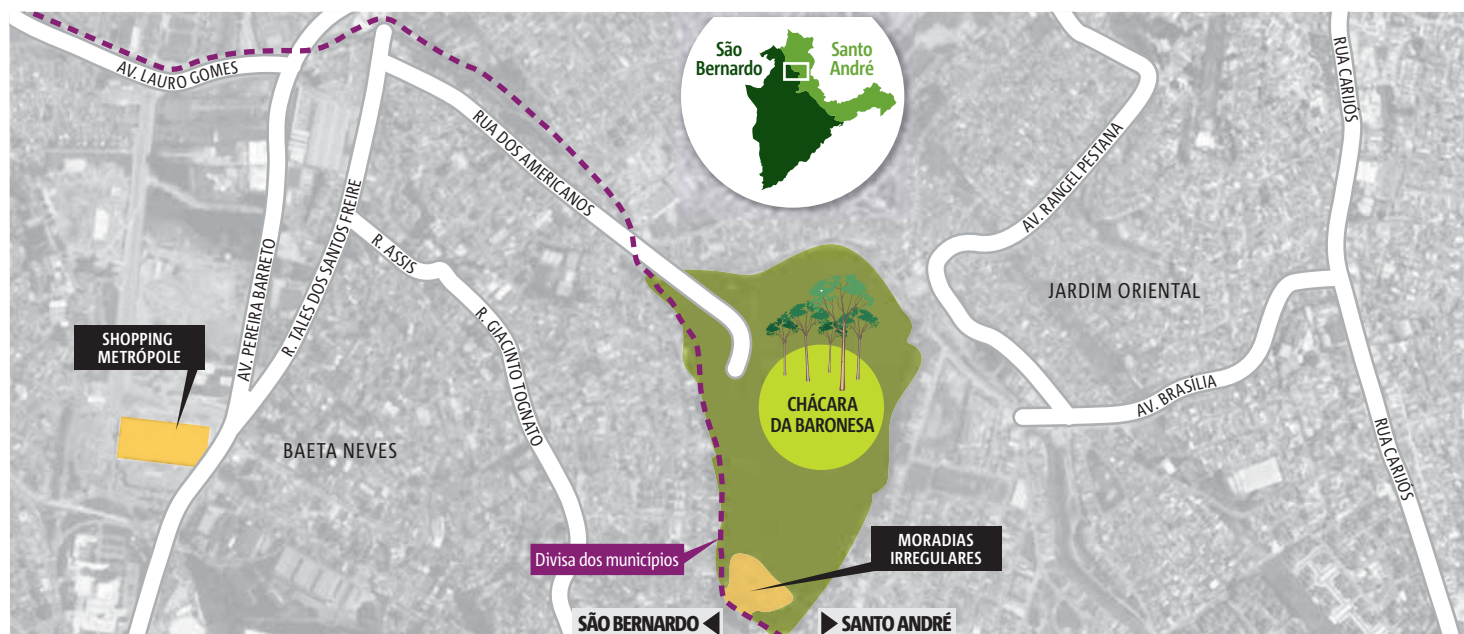 AV. LAURO GOMES
São
Bernardo
Santo
André
RUA CARIJÓS
RUA DOS AMERICANOS
AV. RANGEL PESTANA
AV. PEREIRA BARRETO
R. TALES DOS SANTOS FREIRE
R. ASSIS
R. GIACINTO TOGNATO
JARDIM ORIENTAL
SHOPPING
METRÓPOLE
CHÁCARA
DA BARONESA
AV. BRASÍLIA
RUA CARIJÓS
BAETA NEVES
Divisa dos municípios
MORADIAS
IRREGULARES
SÃO BERNARDO ◀
▶ SANTO ANDRÉ